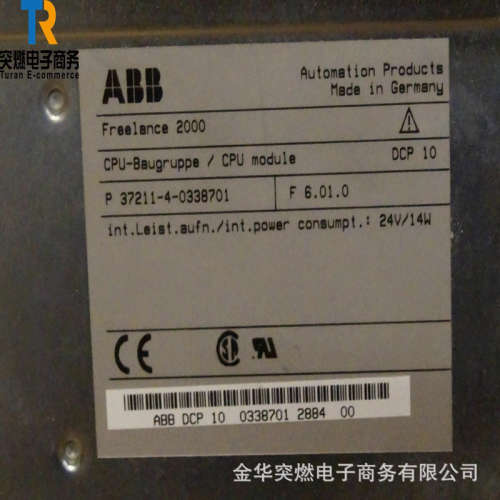 TR
突燃电子商务
Turan E-commerce
ABB
Automation Products
Made in Germany
Freelance 2000
CPU-Baugruppe / CPU module
DCP 10
P 37211-4-0338701
F 6.01.0
int.Leist.aufn./int.power consumpt.: 24V/14W
CE
ABB DCP 10 0338701 2884 00
金华突燃电子商务有限公司